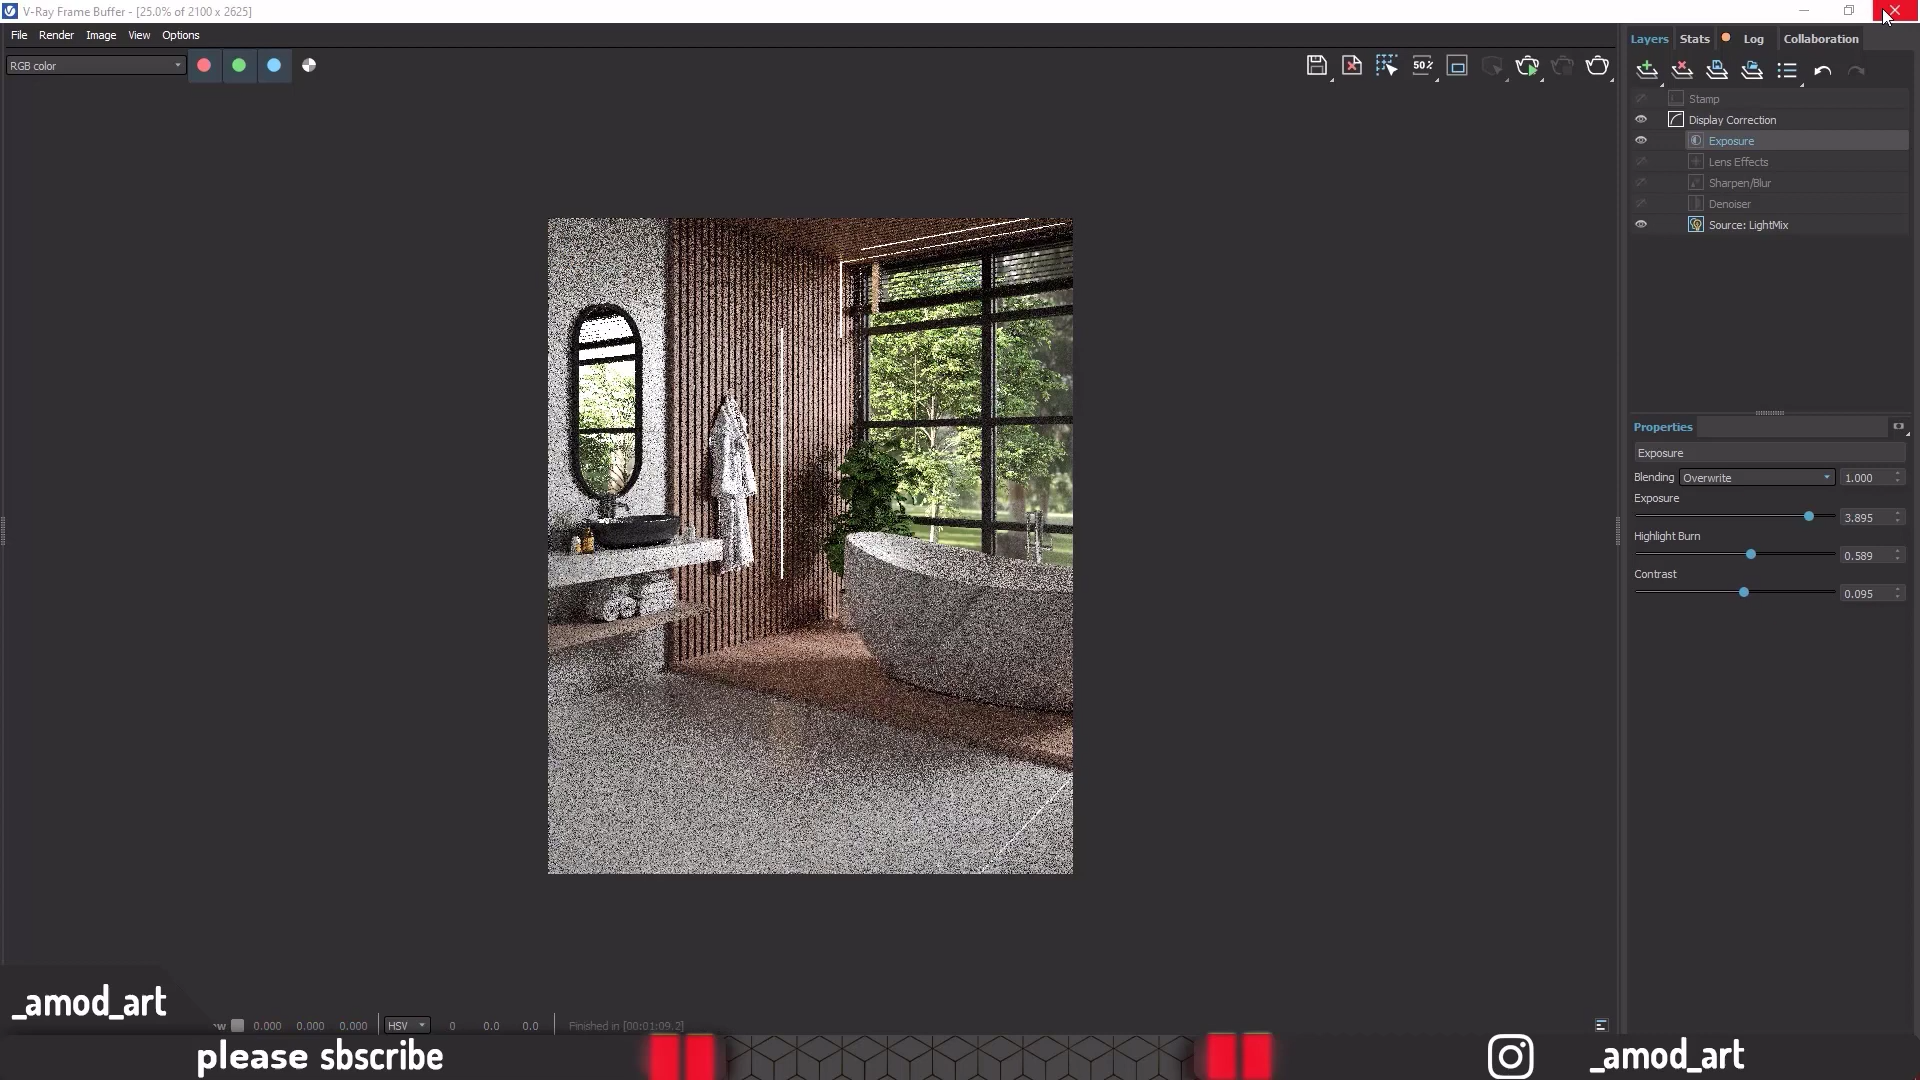 V-Ray Frame Buffer - [25.0% of 2100 x 2625]
File Render Image View Options
RGB color
50%
Layers Stats Log Collaboration
Stamp
Display Correction
Exposure
Lens Effects
Sharpen/Blur
Denoiser
Source: LightMix
Properties
Exposure
Blending Overwrite 1.000
Exposure
3.895
Highlight Burn
0.589
Contrast
0.095
_amod_art
0.000 0.000 0.000 HSV 0 0.0 0.0 Finished in [00:01:09.2]
please sbscribe
_amod_art